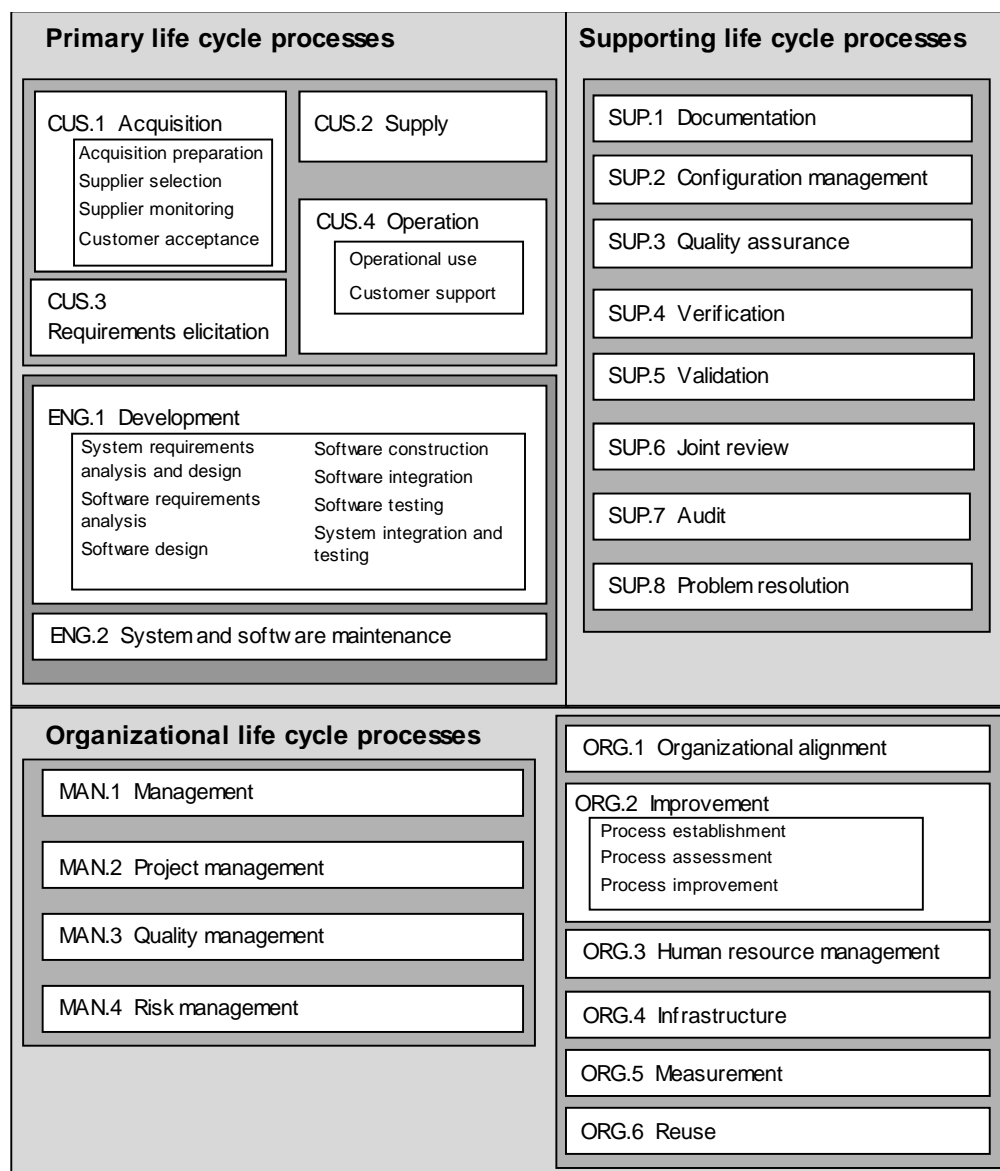 Primary life cycle processes
CUS.1 Acquisition
Acquisition preparation
Supplier selection
Supplier monitoring
Customer acceptance
CUS.2 Supply
CUS.3
Requirements elicitation
CUS.4 Operation
Operational use
Customer support
ENG.1 Development
System requirements
analysis and design
Software requirements
analysis
Software design
Software construction
Software integration
Software testing
System integration and
testing
ENG.2 System and software maintenance
Supporting life cycle processes
SUP.1 Documentation
SUP.2 Configuration management
SUP.3 Quality assurance
SUP.4 Verification
SUP.5 Validation
SUP.6 Joint review
SUP.7 Audit
SUP.8 Problem resolution
Organizational life cycle processes
MAN.1 Management
MAN.2 Project management
MAN.3 Quality management
MAN.4 Risk management
ORG.1 Organizational alignment
ORG.2 Improvement
Process establishment
Process assessment
Process improvement
ORG.3 Human resource management
ORG.4 Infrastructure
ORG.5 Measurement
ORG.6 Reuse